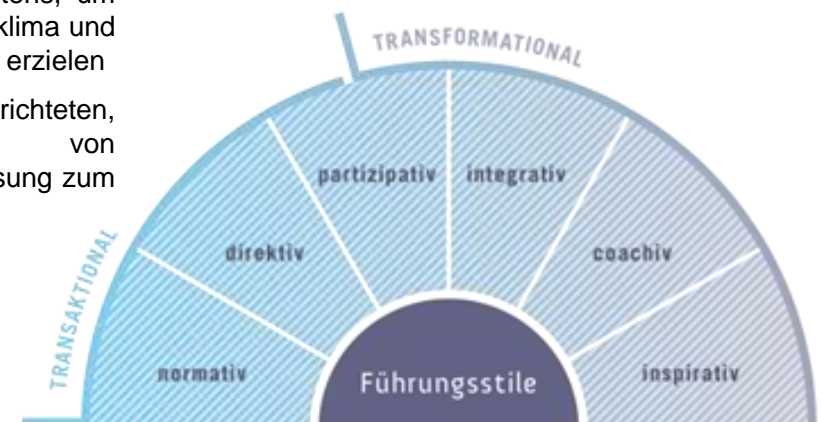 klima und
erzielen
richteten,
von
sung zum
TRANSFORMATIONAL
partizipativ
integrativ
direktiv
coachiv
TRANSAKTIONAL
normativ
Führungsstile
inspirativ